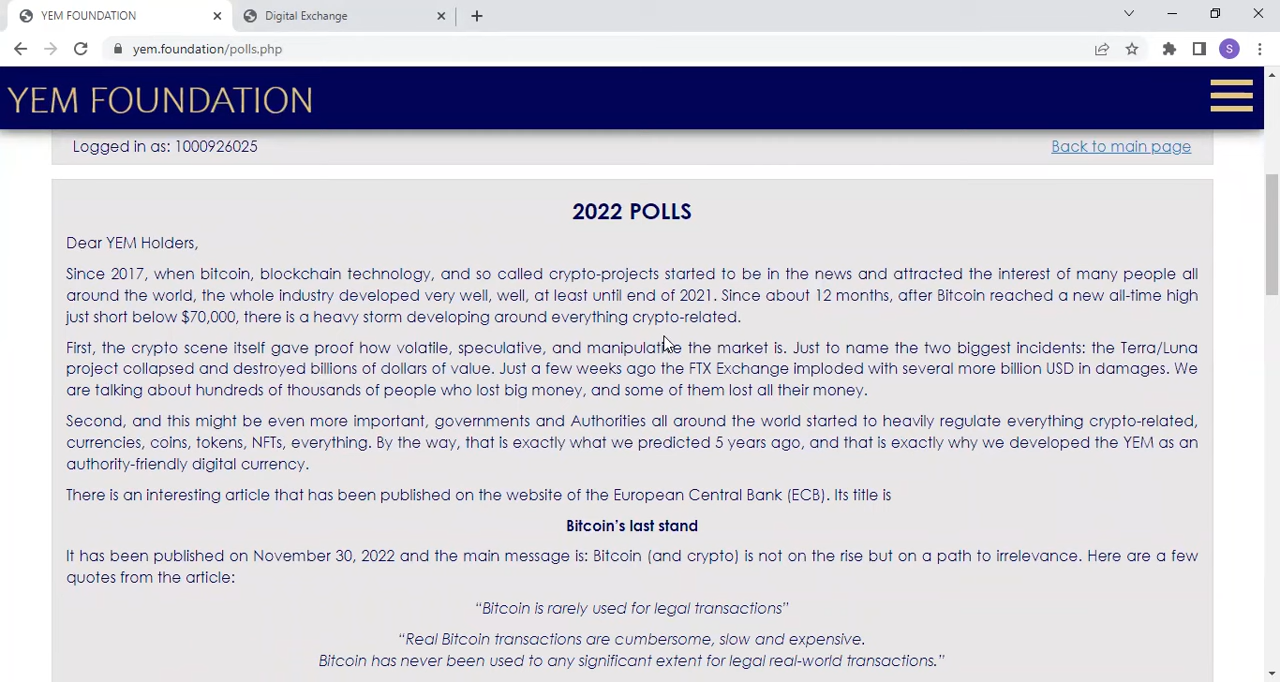 YEM FOUNDATION
Digital Exchange
yem.foundation/polls.php
S
YEM FOUNDATION
Logged in as: 1000926025
Back to main page
2022 POLLS
Dear YEM Holders,
Since 2017, when bitcoin, blockchain technology, and so called crypto-projects started to be in the news and attracted the interest of many people all
around the world, the whole industry developed very well, well, at least until end of 2021. Since about 12 months, after Bitcoin reached a new all-time high
just short below $70,000, there is a heavy storm developing around everything crypto-related.
First, the crypto scene itself gave proof how volatile, speculative, and manipulative the market is. Just to name the two biggest incidents: the Terra/Luna
project collapsed and destroyed billions of dollars of value. Just a few weeks ago the FTX Exchange imploded with several more billion USD in damages. We
are talking about hundreds of thousands of people who lost big money, and some of them lost all their money.
Second, and this might be even more important, governments and Authorities all around the world started to heavily regulate everything crypto-related,
currencies, coins, tokens, NFTs, everything. By the way, that is exactly what we predicted 5 years ago, and that is exactly why we developed the YEM as an
authority-friendly digital currency.
There is an interesting article that has been published on the website of the European Central Bank (ECB). Its title is
Bitcoin's last stand
It has been published on November 30, 2022 and the main message is: Bitcoin (and crypto) is not on the rise but on a path to irrelevance. Here are a few
quotes from the article:
“Bitcoin is rarely used for legal transactions”
“Real Bitcoin transactions are cumbersome, slow and expensive.
Bitcoin has never been used to any significant extent for legal real-world transactions.”